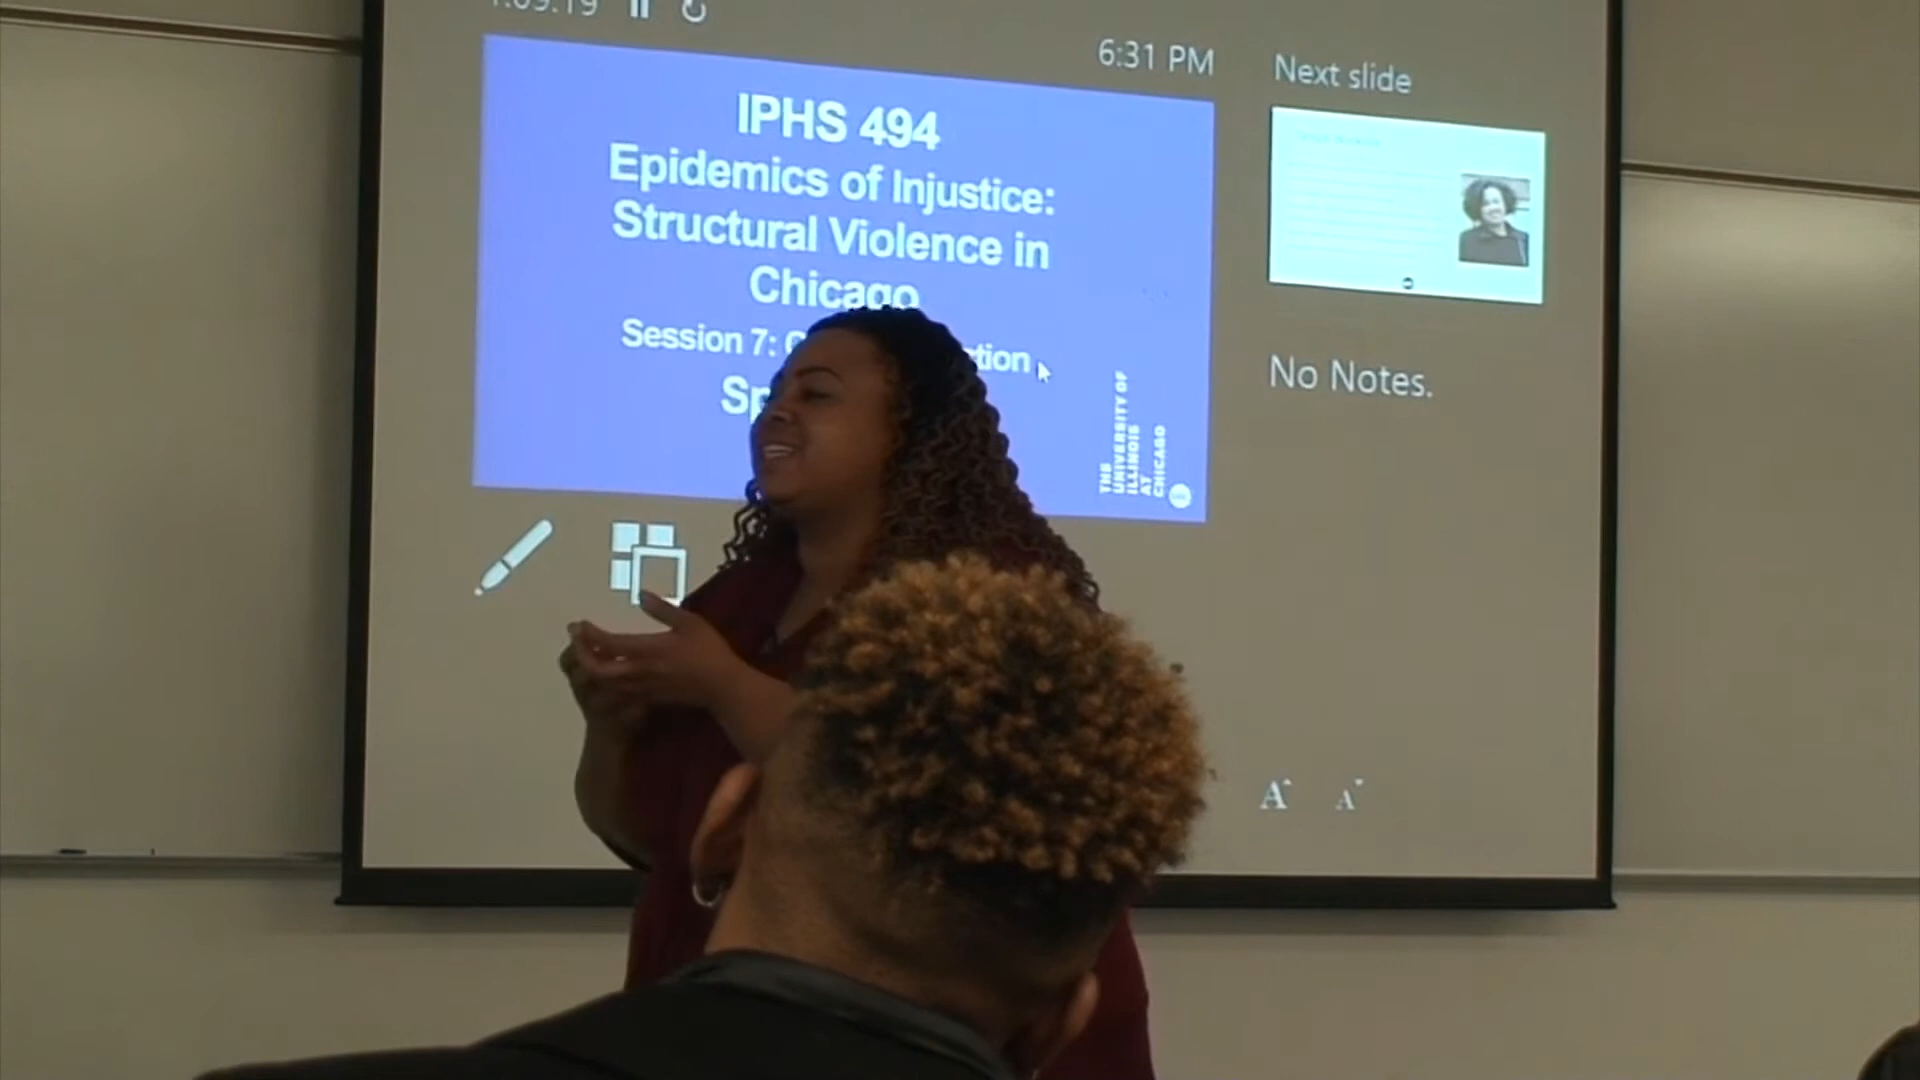 6:31 PM
Next slide
IPHS 494
Epidemics of Injustice:
Structural Violence in
Chicago
Session 7:
No Notes.
THE
UNIVERSITY OF
ILLINOIS
AT
CHICAGO
A A